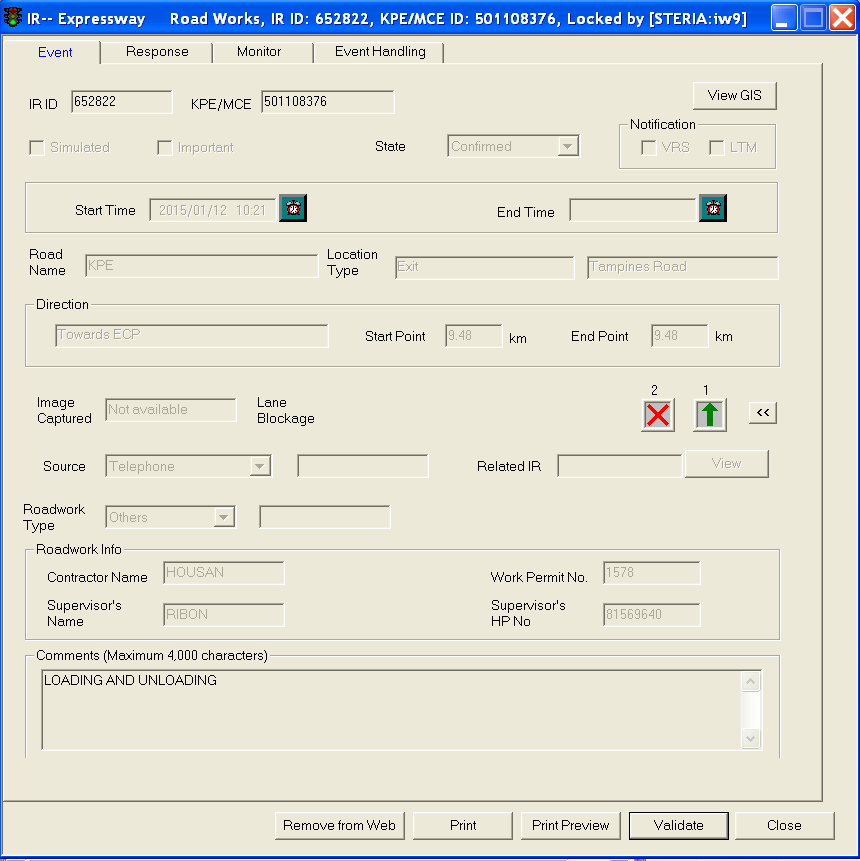 IR-- Expressway Road Works, IR ID: 652822, KPE/MCE ID: 501108376, Locked by [STERIA:iw9]
Event Response Monitor Event Handling
IR ID 652822 KPE/MCE 501108376 View GIS
Simulated Important State Confirmed Notification VRS LTM
Start Time 2015/01/12 10:21 End Time
Road Name KPE Location Type Exit Tampines Road
Direction
Towards ECP Start Point 9.48 km End Point 9.48 km
Image Captured Not available Lane Blockage 2 1 <<
Source Telephone Related IR View
Roadwork Type Others
Roadwork Info
Contractor Name HOUSAN Work Permit No. 1578
Supervisor's Name RIBON Supervisor's HP No 81569640
Comments (Maximum 4,000 characters)
LOADING AND UNLOADING
Remove from Web Print Print Preview Validate Close